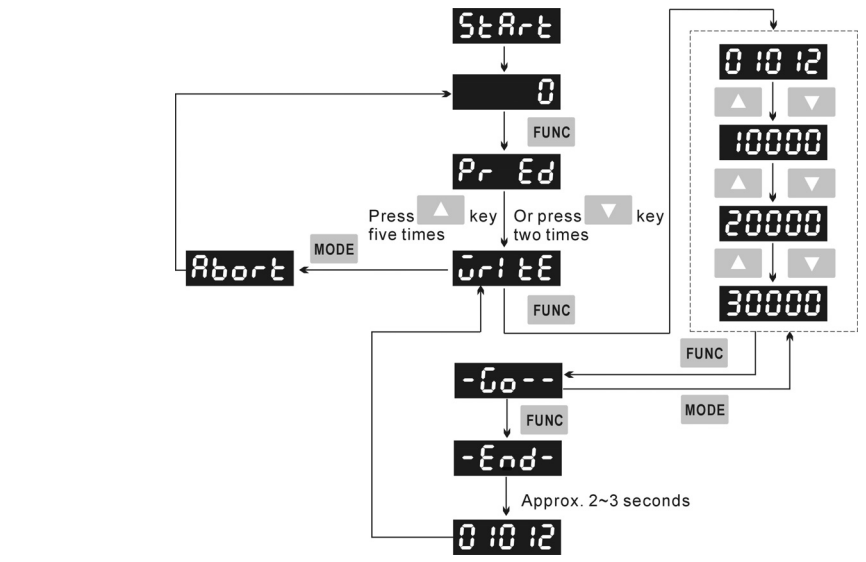 StArt
0
FUNC
Pr Ed
Press key
five times
Or press key
two times
MODE
Abort
WrItE
FUNC
01012
10000
20000
30000
FUNC
-Go--
MODE
FUNC
-End-
Approx. 2~3 seconds
01012